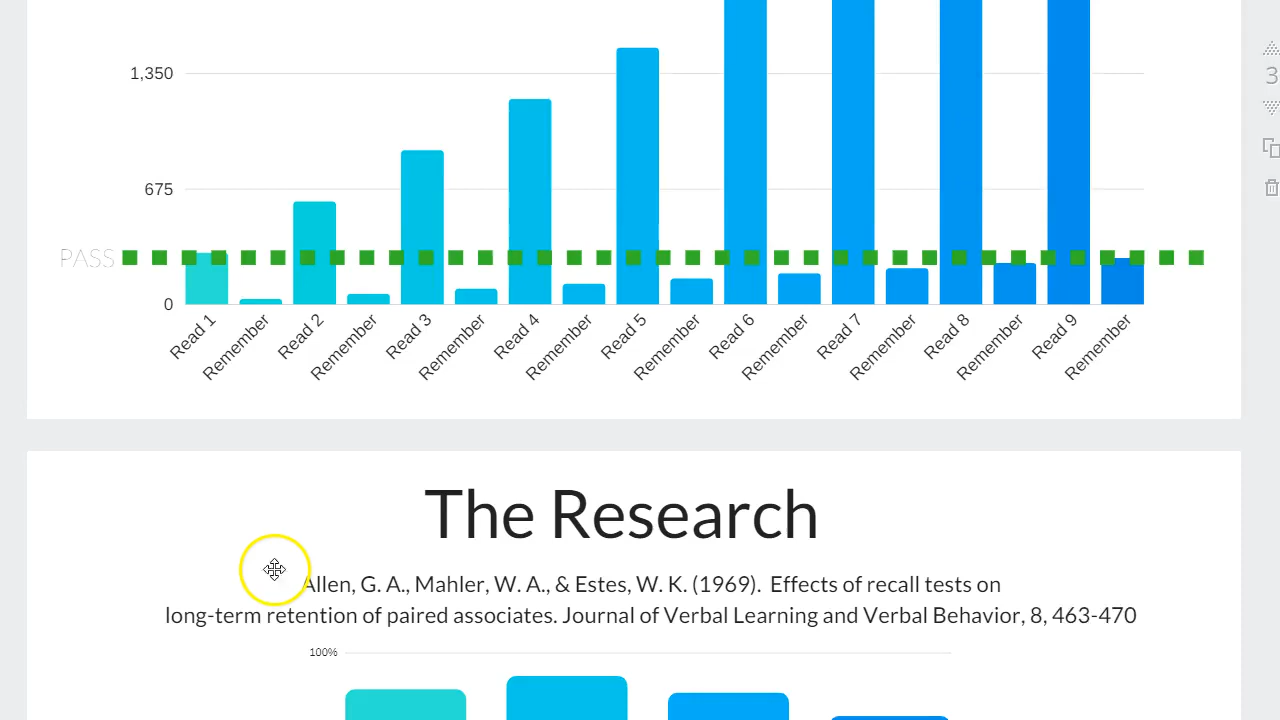 1,350
3
675
PASS
0
Read 1
Remember
Read 2
Remember
Read 3
Remember
Read 4
Remember
Read 5
Remember
Read 6
Remember
Read 7
Remember
Read 8
Remember
Read 9
Remember
The Research
Allen, G. A., Mahler, W. A., & Estes, W. K. (1969). Effects of recall tests on
long-term retention of paired associates. Journal of Verbal Learning and Verbal Behavior, 8, 463-470
100%